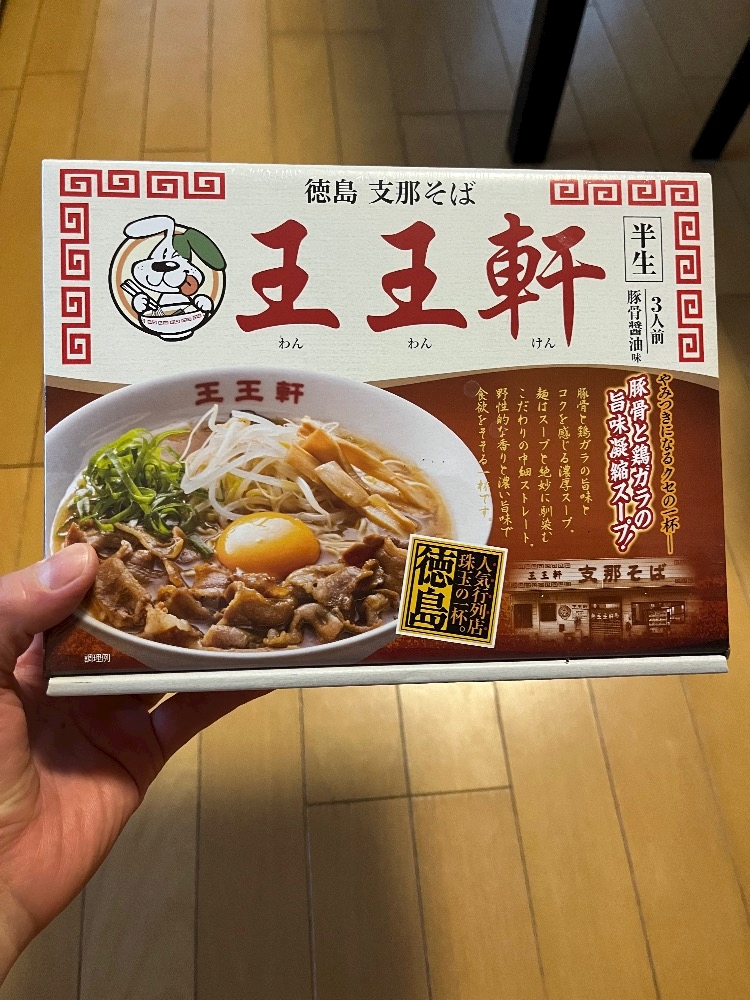 徳島 支那そば
王王軒
わん わん けん
半生
3人前
豚骨醤油味
やみつきになるクセの一杯
豚骨と鶏ガラの
旨味凝縮スープ!
豚骨と鶏ガラの旨味と
コクを感じる濃厚スープ。
麺はスープと絶妙に馴染む
こだわりの中細ストレート。
野性的な香りと濃い旨味で
食欲をそそる一杯です。
王王軒
人気行列店
珠玉の一杯。
徳島
王王軒 支那そば
調理例